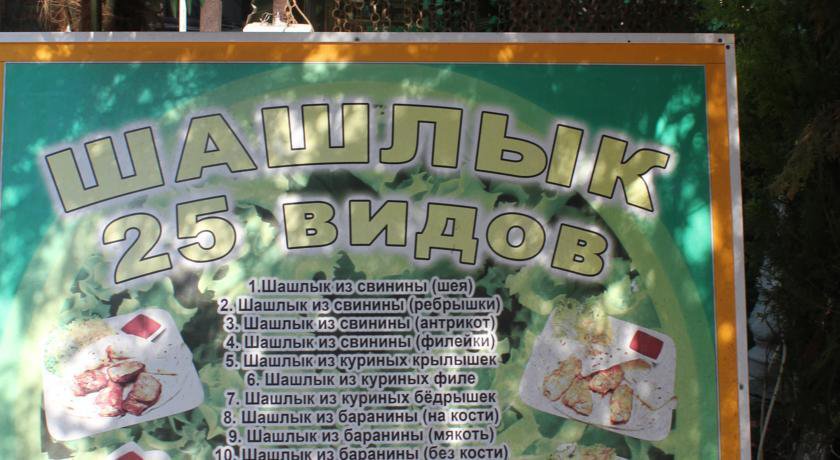 ШАШЛЫК
25 видов
1.Шашлык из свинины (шея)
2. Шашлык из свинины (ребрышки)
3. Шашлык из свинины (антрикот)
4. Шашлык из свинины (филейки)
5. Шашлык из куриных крылышек
6. Шашлык из куриных филе
7. Шашлык из куриных бёдрышек
8. Шашлык из баранины (на кости)
9. Шашлык из баранины (мякоть)
10. Шашлык из баранины (без кости)